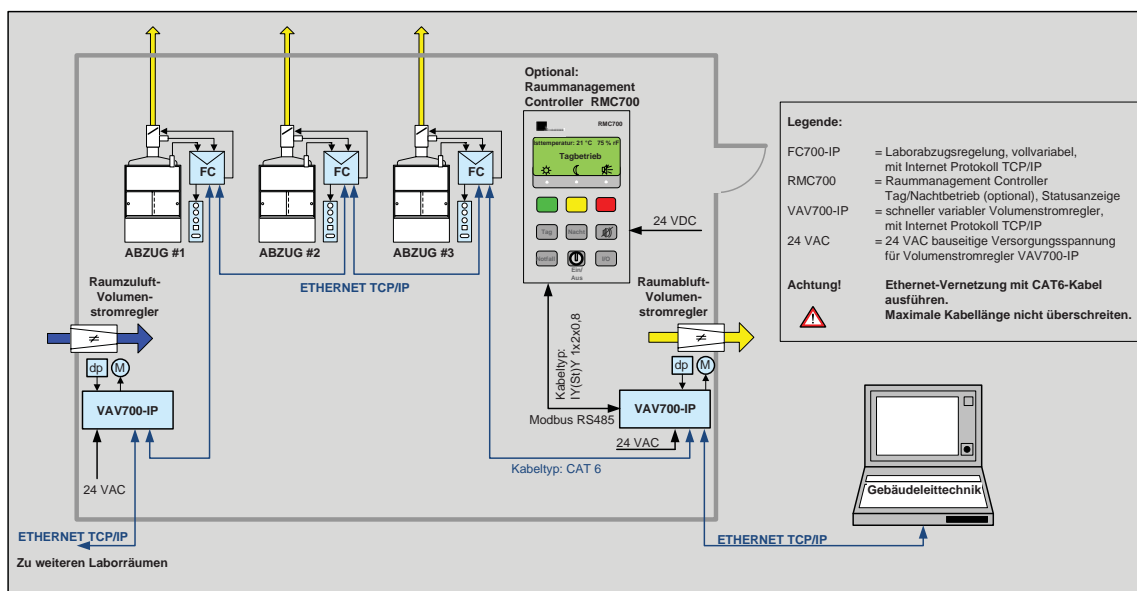 Optional:
Raummanagement
Controller RMC700
RMC700
attemperatur: 21 °C 75 % rF
Tagbetrieb
Tag
Nacht
Notfall
I/O
Ein/
Aus
24 VDC
FC
FC
FC
ABZUG #1
ABZUG #2
ABZUG #3
ETHERNET TCP/IP
Raumzuluft-
Volumen-
stromregler
≠
dp
M
VAV700-IP
24 VAC
ETHERNET TCP/IP
Zu weiteren Laborräumen
Raumabluft-
Volumen-
stromregler
≠
dp
M
VAV700-IP
24 VAC
Kabeltyp:
IY(St)Y 1x2x0,8
Modbus RS485
Kabeltyp: CAT 6
ETHERNET TCP/IP
Gebäudeleittechnik
Legende:
FC700-IP = Laborabzugsregelung, vollvariabel,
mit Internet Protokoll TCP/IP
RMC700 = Raummanagement Controller
Tag/Nachtbetrieb (optional), Statusanzeige
VAV700-IP = schneller variabler Volumenstromregler,
mit Internet Protokoll TCP/IP
24 VAC = 24 VAC bauseitige Versorgungsspannung
für Volumenstromregler VAV700-IP
Achtung! Ethernet-Vernetzung mit CAT6-Kabel
ausführen.
Maximale Kabellänge nicht überschreiten.